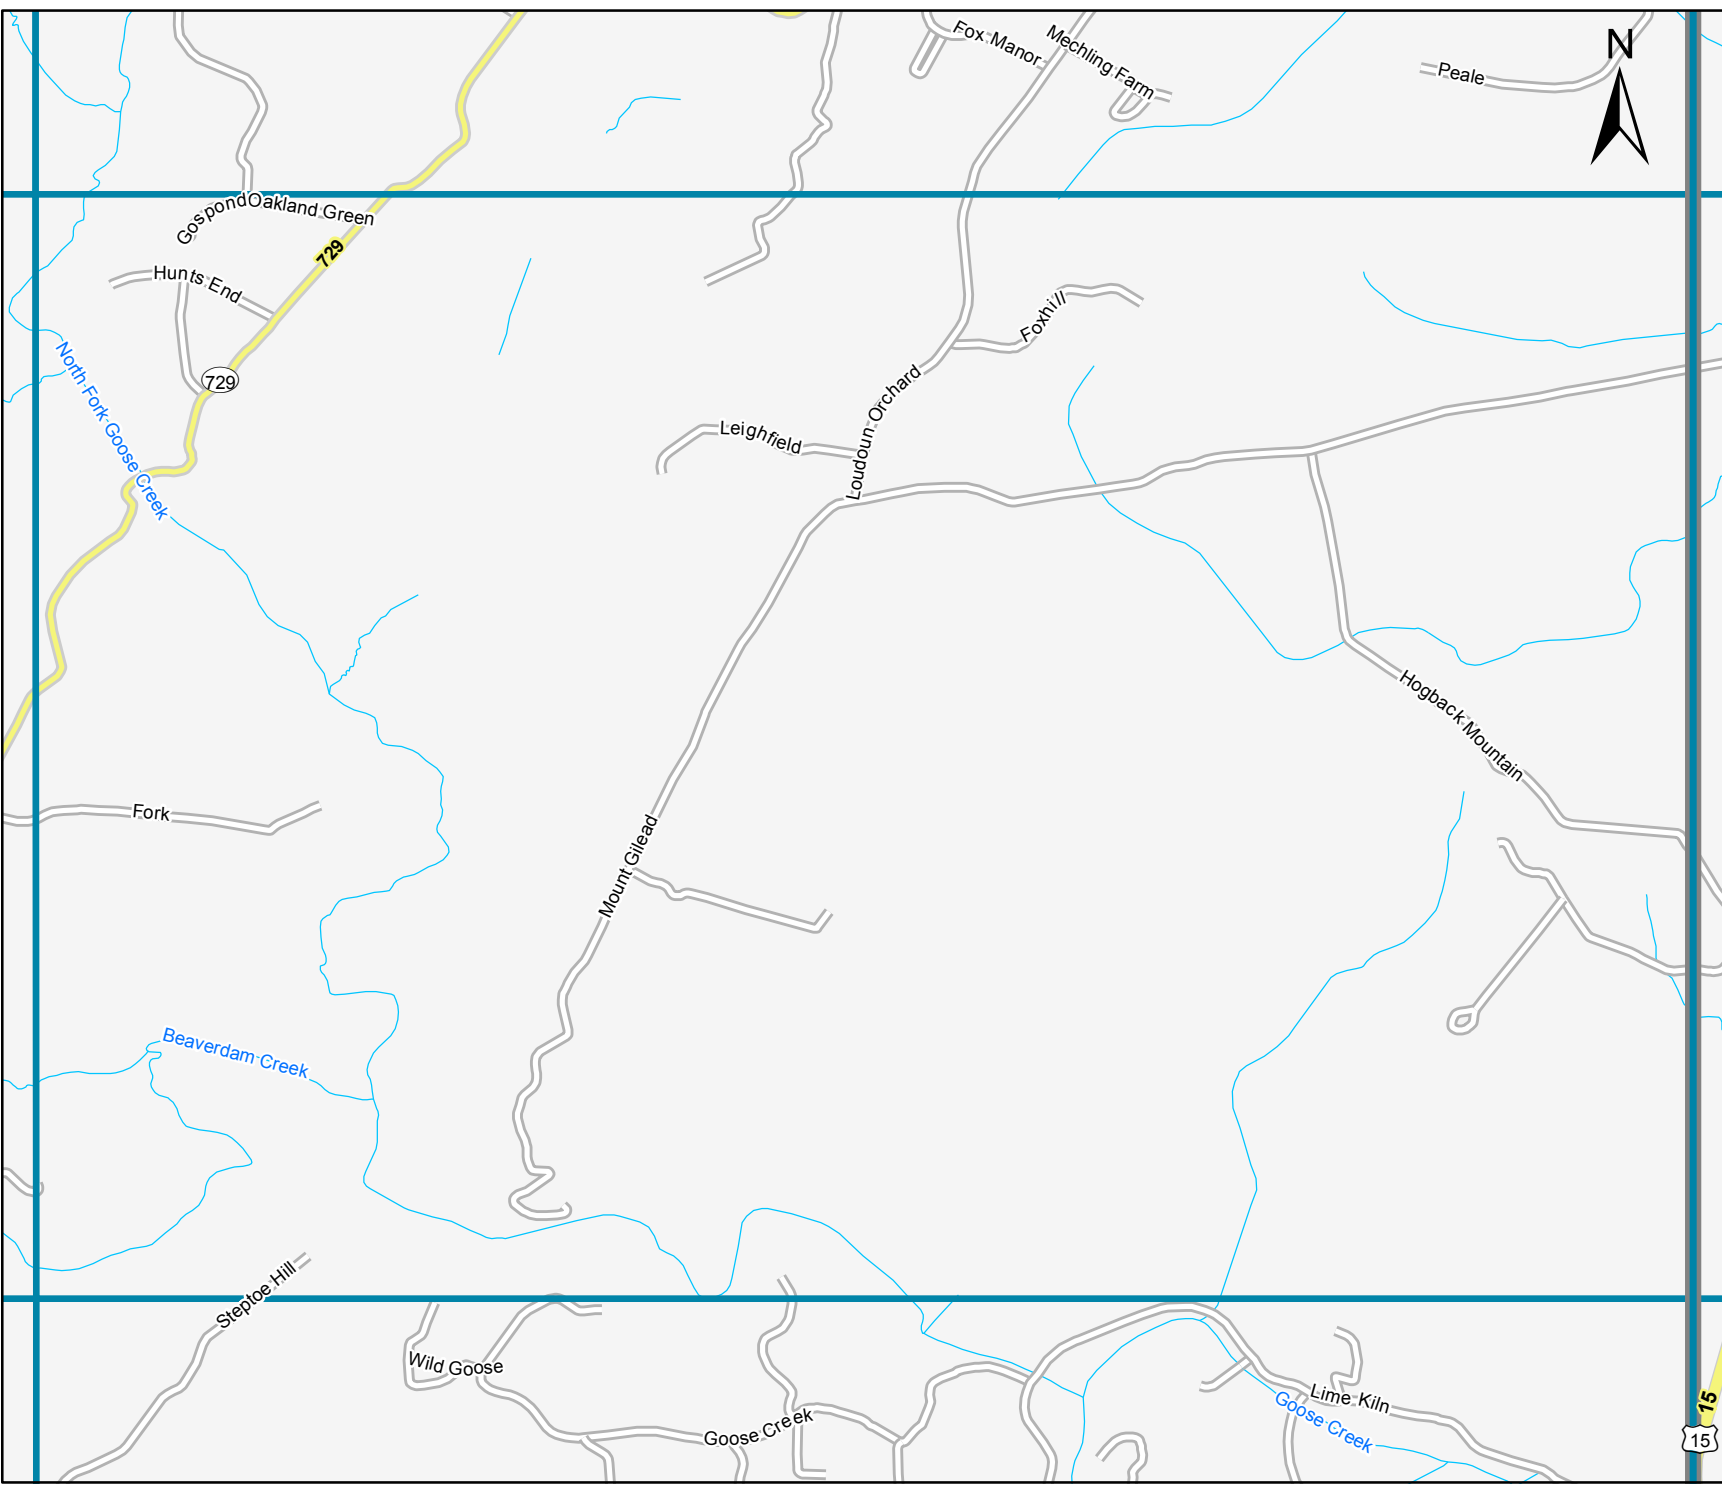 Fox Manor
Mechling Farm
N
Peale
Gospond
Oakland Green
729
Hunts End
Foxhill
North Fork Goose Creek
729
Loudoun Orchard
Leighfield
Hogback Mountain
Fork
Mount Gilead
Beaverdam Creek
Steptoe Hill
Wild Goose
Lime Kiln
15
Goose Creek
Goose Creek
15